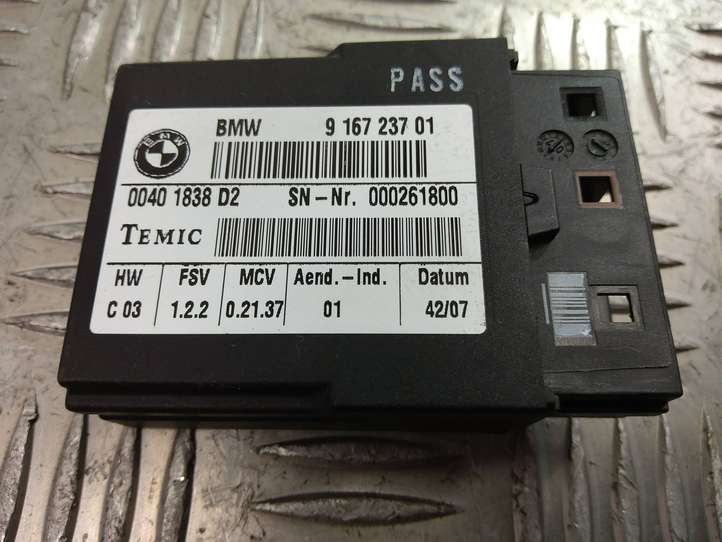 PASS
BMW 9 167 237 01
BMW
0040 1838 D2 SN-Nr. 000261800
TEMIC
HW FSV MCV Aend.-Ind. Datum
C 03 1.2.2 0.21.37 01 42/07